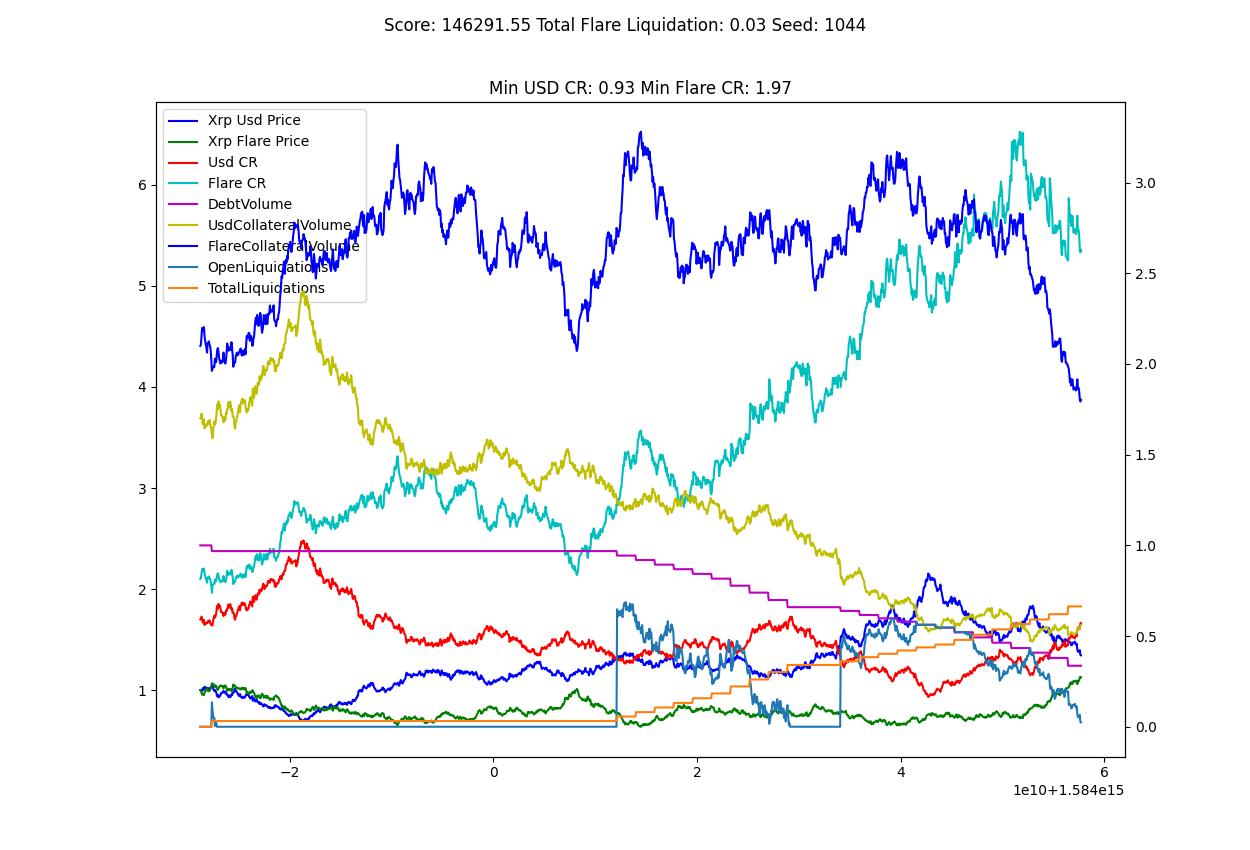 Score: 146291.55 Total Flare Liquidation: 0.03 Seed: 1044
Min USD CR: 0.93 Min Flare CR: 1.97
Xrp Usd Price
Xrp Flare Price
Usd CR
Flare CR
DebtVolume
UsdCollateralVolume
FlareCollateralVolume
OpenLiquidations
TotalLiquidations
6
5
4
3
2
1
3.0
2.5
2.0
1.5
1.0
0.5
0.0
−2 0 2 4 6
1e10+1.584e15